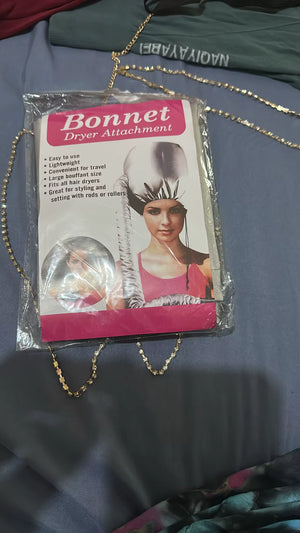 NAOIYAYAREI
Bonnet
Dryer Attachment
• Easy to use
• Lightweight
• Convenient for travel
• Large bouffant size
• Fits all hair dryers
• Great for styling and
setting with rods or rollers